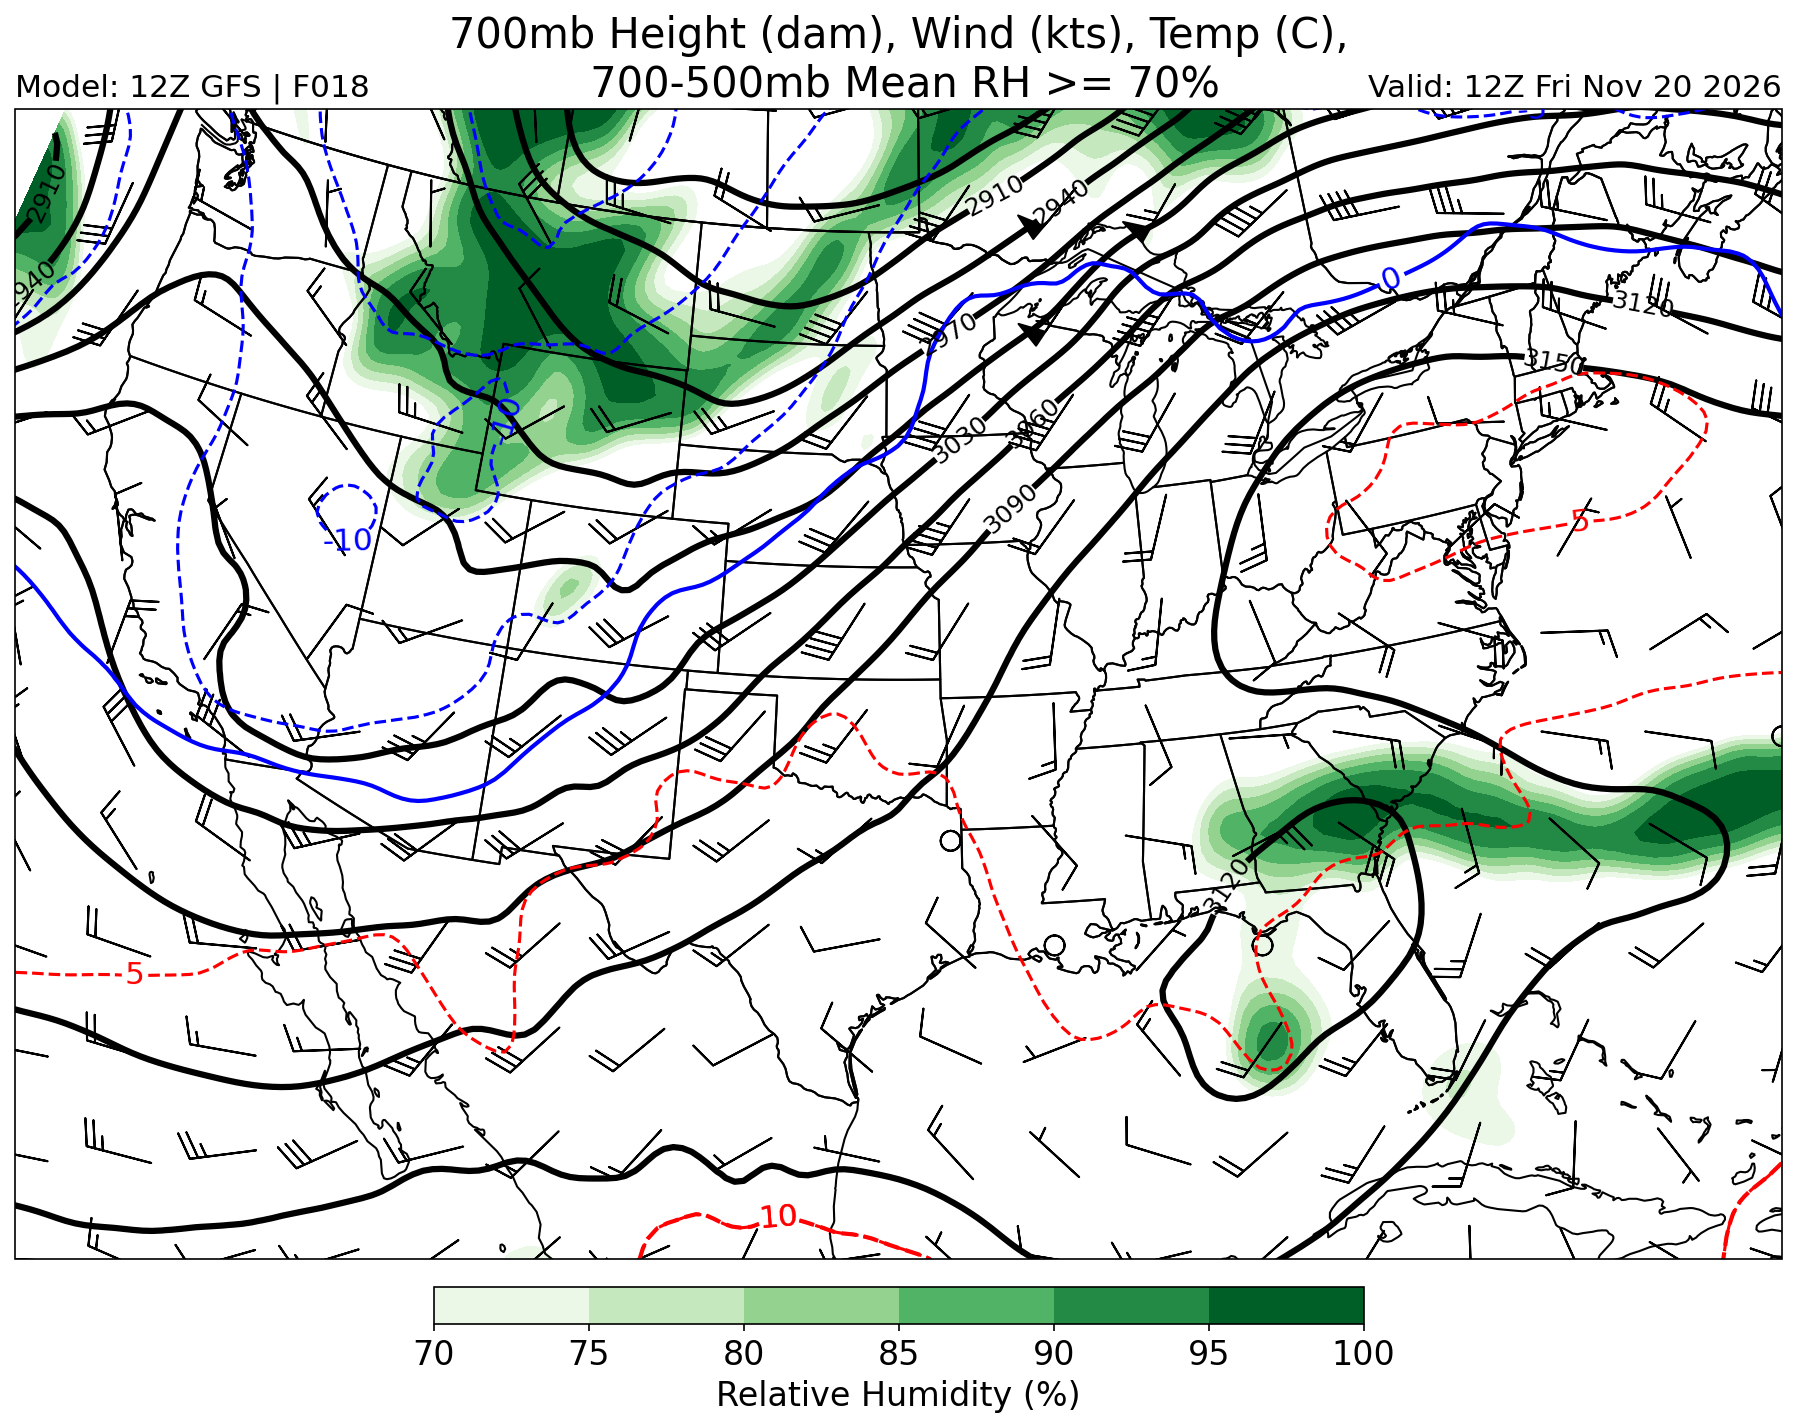 700mb Height (dam), Wind (kts), Temp (C),
700-500mb Mean RH >= 70%
Model: 12Z GFS | F018
Valid: 12Z Fri Nov 20 2026
2910
2940
2910
2940
0
3120
2970
3150
-10
3030
3060
3090
5
-10
3120
5
10
70 75 80 85 90 95 100
Relative Humidity (%)